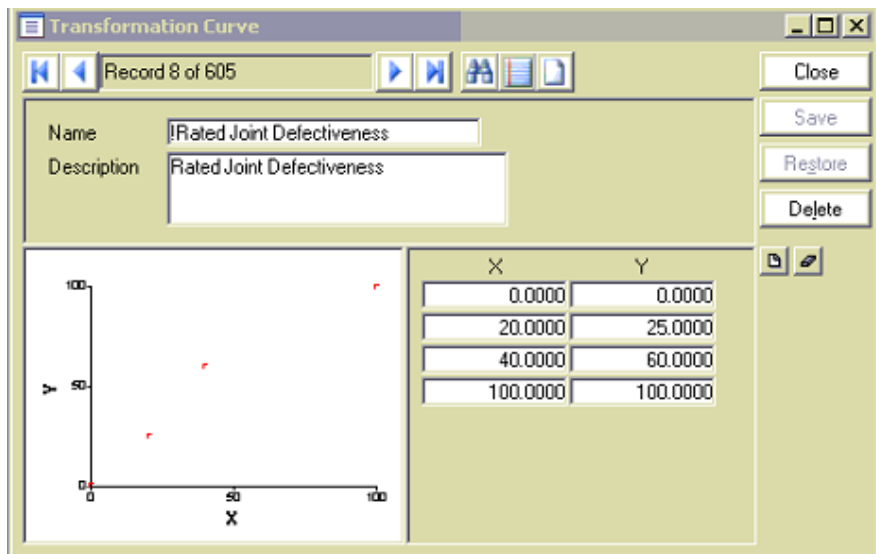 Transformation Curve
Record 8 of 605
Close
Save
Restore
Delete
Name !Rated Joint Defectiveness
Description Rated Joint Defectiveness
X Y
0.0000 0.0000
20.0000 25.0000
40.0000 60.0000
100.0000 100.0000
100
50
0
Y
0 50 100
X